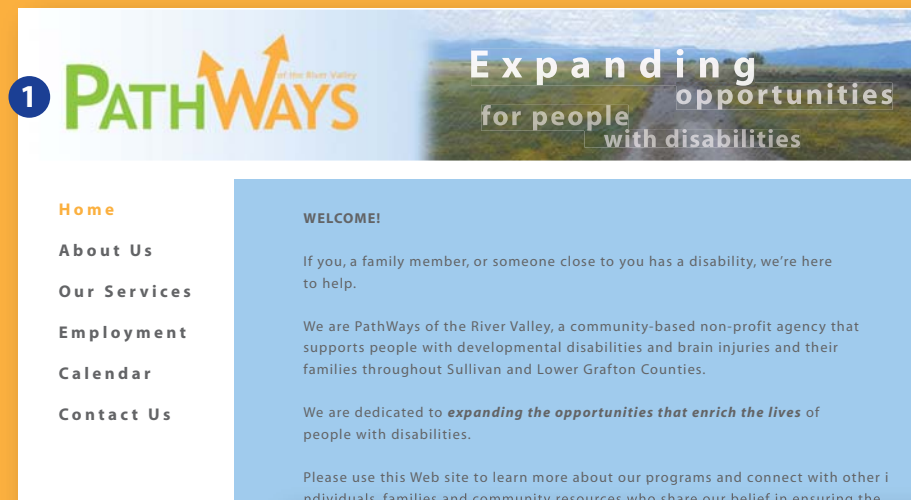 1
PATHWAYS
of the River Valley
Expanding
opportunities
for people
with disabilities
Home
About Us
Our Services
Employment
Calendar
Contact Us
WELCOME!
If you, a family member, or someone close to you has a disability, we’re here
to help.
We are PathWays of the River Valley, a community-based non-profit agency that
supports people with developmental disabilities and brain injuries and their
families throughout Sullivan and Lower Grafton Counties.
We are dedicated to expanding the opportunities that enrich the lives of
people with disabilities.
Please use this Web site to learn more about our programs and connect with other i
ndividuals, families and community resources who share our belief in ensuring the